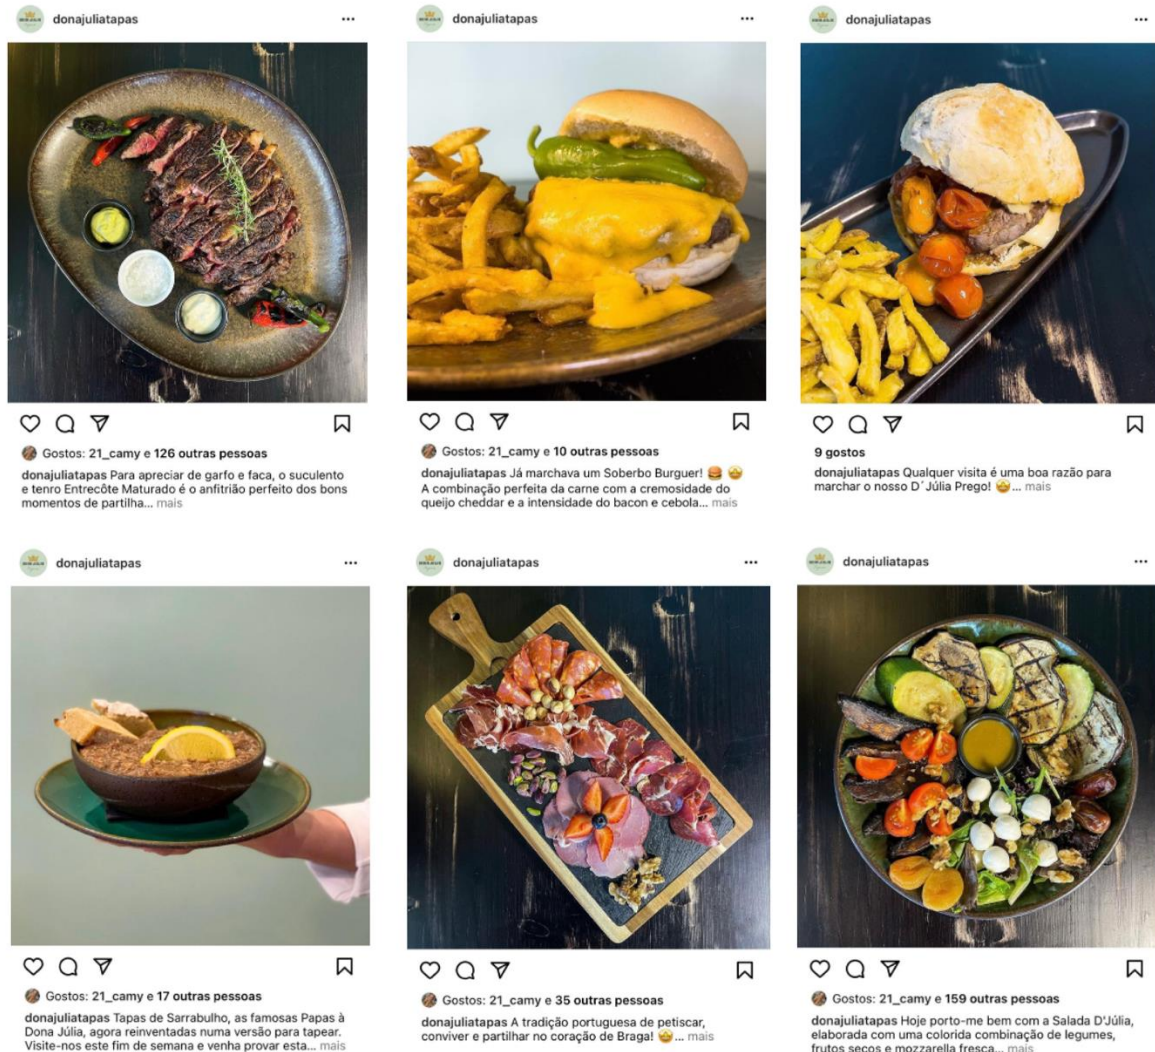 donajuliatapas
Gostos: 21_camy e 126 outras pessoas
donajuliatapas Para apreciar de garfo e faca, o suculento
e tenro Entrecôte Maturado é o anfitrião perfeito dos bons
momentos de partilha... mais
donajuliatapas
Gostos: 21_camy e 10 outras pessoas
donajuliatapas Já marchava um Soberbo Burguer! 🍔 🤩
A combinação perfeita da carne com a cremosidade do
queijo cheddar e a intensidade do bacon e cebola... mais
donajuliatapas
9 gostos
donajuliatapas Qualquer visita é uma boa razão para
marchar o nosso D´Júlia Prego! 🤩... mais
donajuliatapas
Gostos: 21_camy e 17 outras pessoas
donajuliatapas Tapas de Sarrabulho, as famosas Papas à
Dona Júlia, agora reinventadas numa versão para tapear.
Visite-nos este fim de semana e venha provar esta... mais
donajuliatapas
Gostos: 21_camy e 35 outras pessoas
donajuliatapas A tradição portuguesa de petiscar,
conviver e partilhar no coração de Braga! 🤩... mais
donajuliatapas
Gostos: 21_camy e 159 outras pessoas
donajuliatapas Hoje porto-me bem com a Salada D'Júlia,
elaborada com uma colorida combinação de legumes,
frutos secos e mozzarella fresca... mais